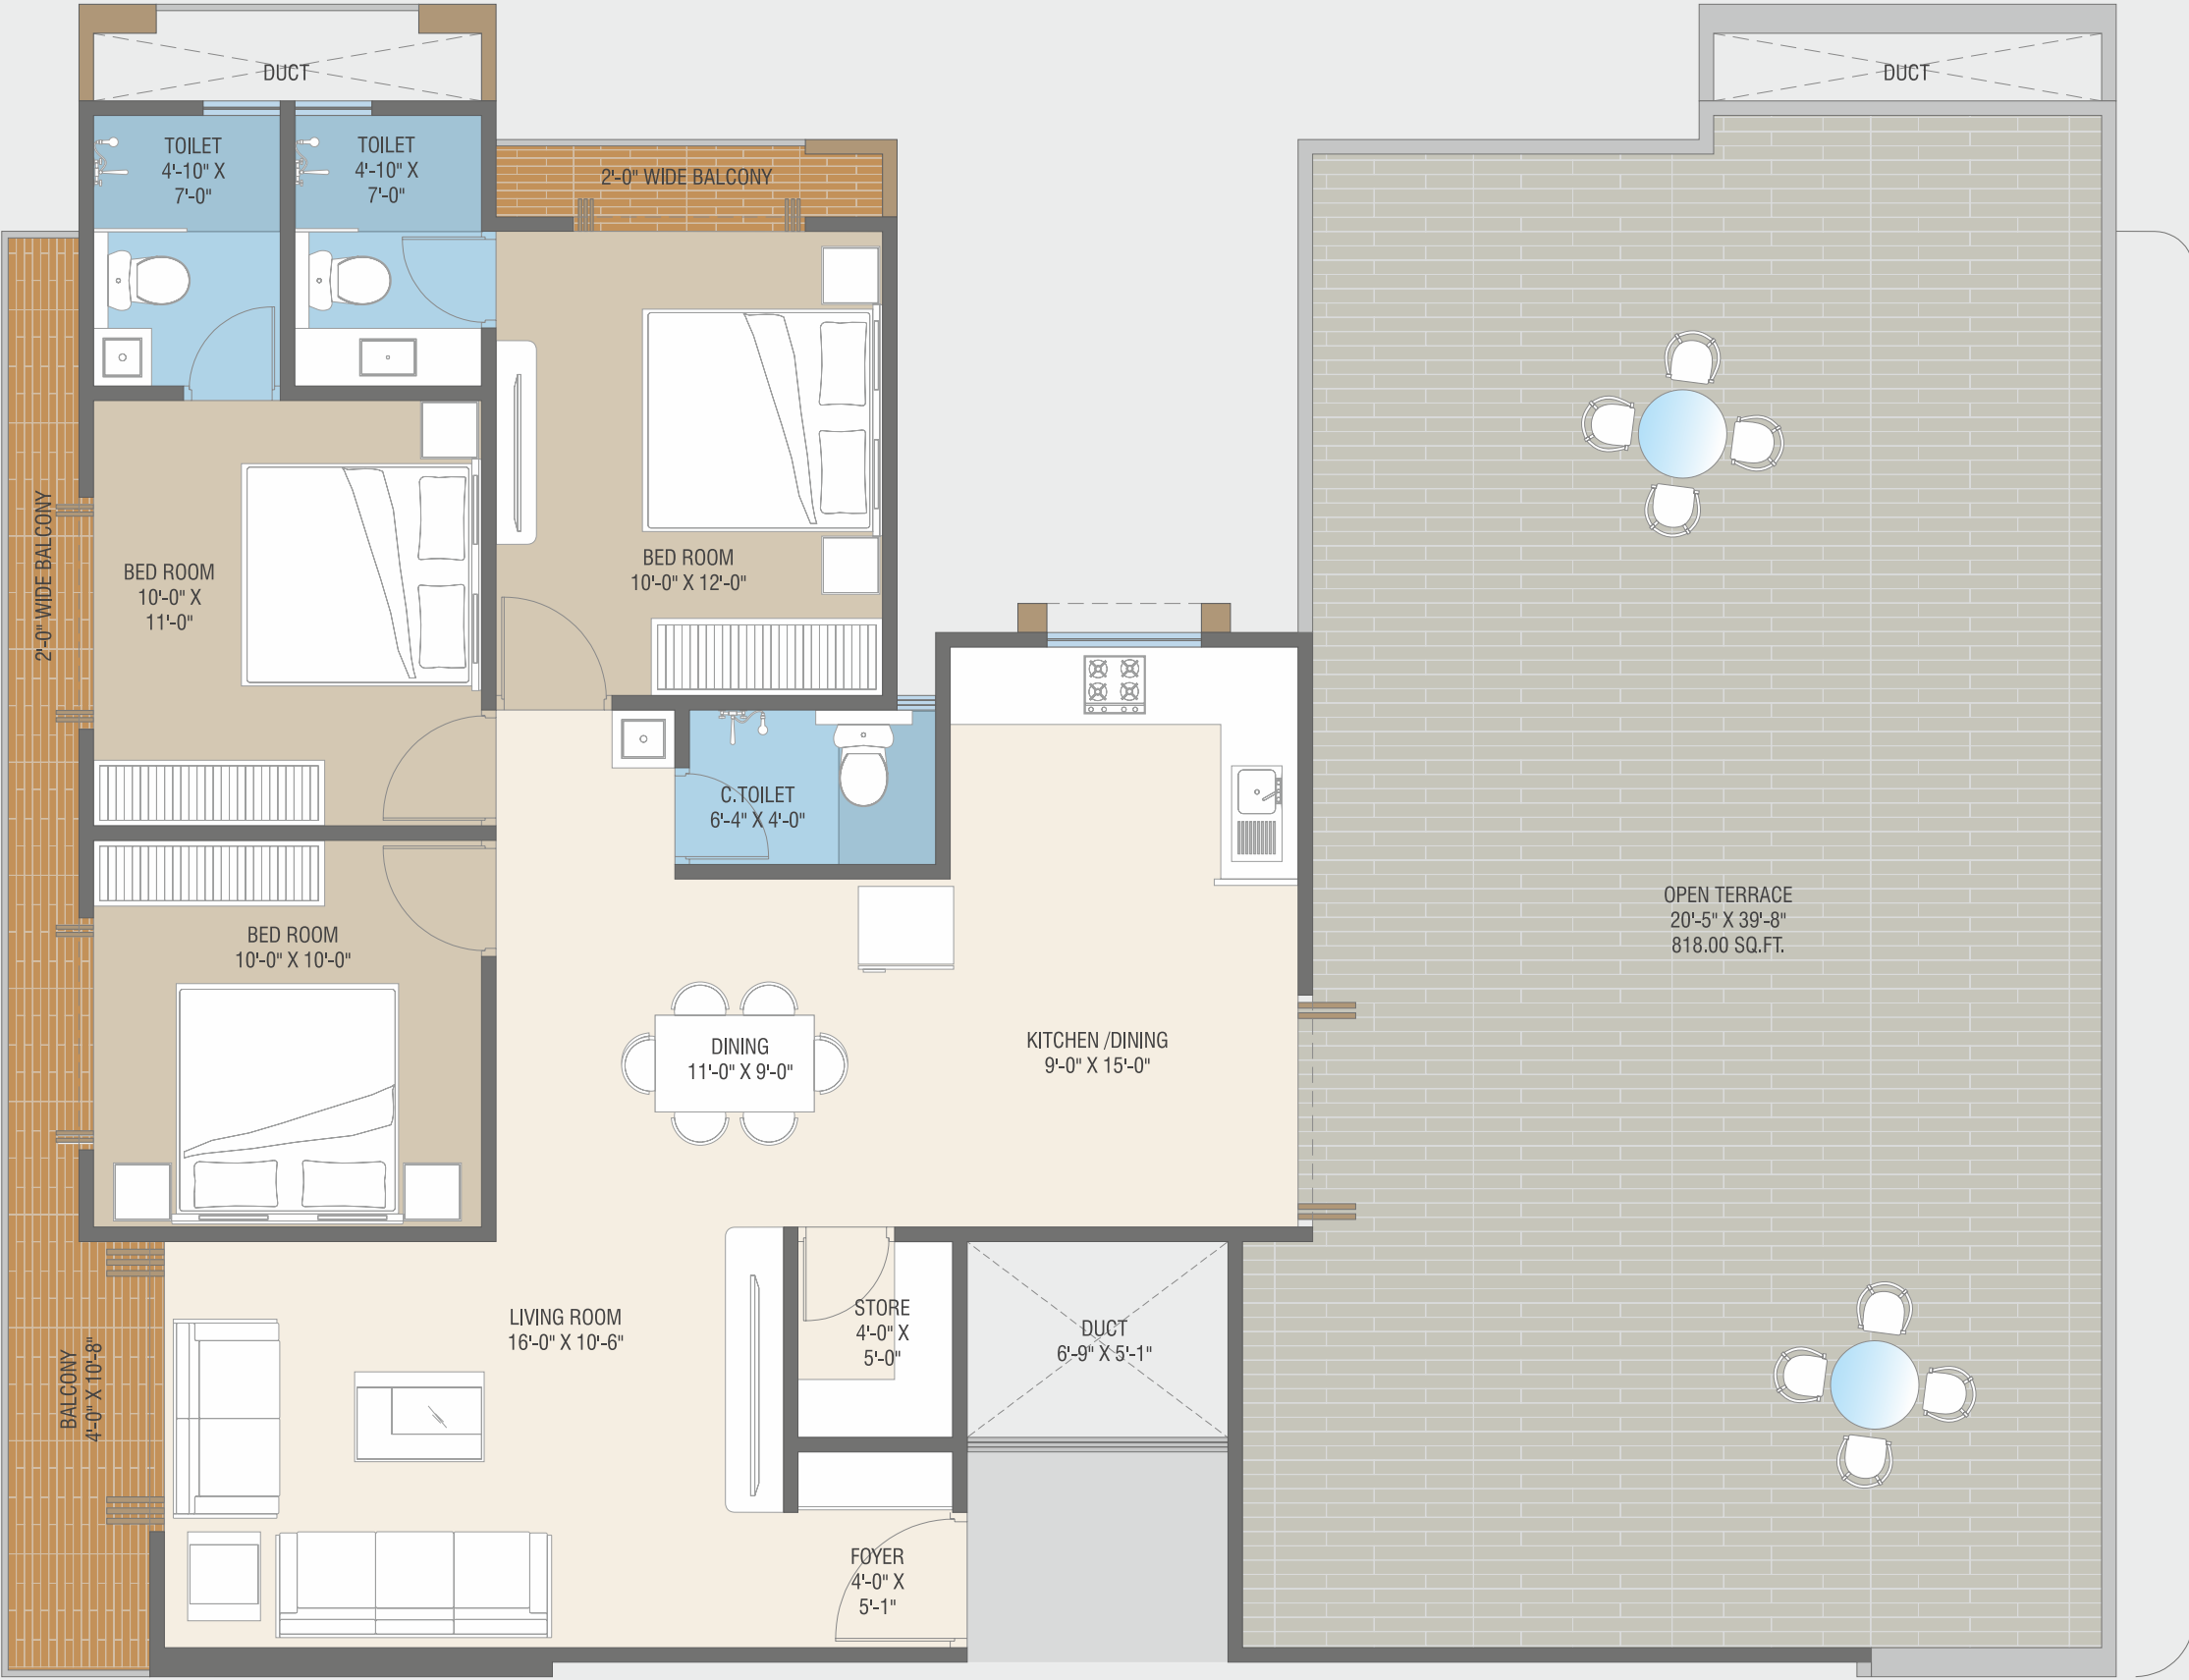 DUCT
DUCT
TOILET
4'-10" X
7'-0"
TOILET
4'-10" X
7'-0"
2'-0" WIDE BALCONY
2'-0" WIDE BALCONY
BED ROOM
10'-0" X
11'-0"
BED ROOM
10'-0" X 12'-0"
C.TOILET
6'-4" X 4'-0"
BED ROOM
10'-0" X 10'-0"
OPEN TERRACE
20'-5" X 39'-8"
818.00 SQ.FT.
DINING
11'-0" X 9'-0"
KITCHEN /DINING
9'-0" X 15'-0"
LIVING ROOM
16'-0" X 10'-6"
STORE
4'-0" X
5'-0"
DUCT
6'-9" X 5'-1"
BALCONY
4'-0" X 10'-8"
FOYER
4'-0" X
5'-1"